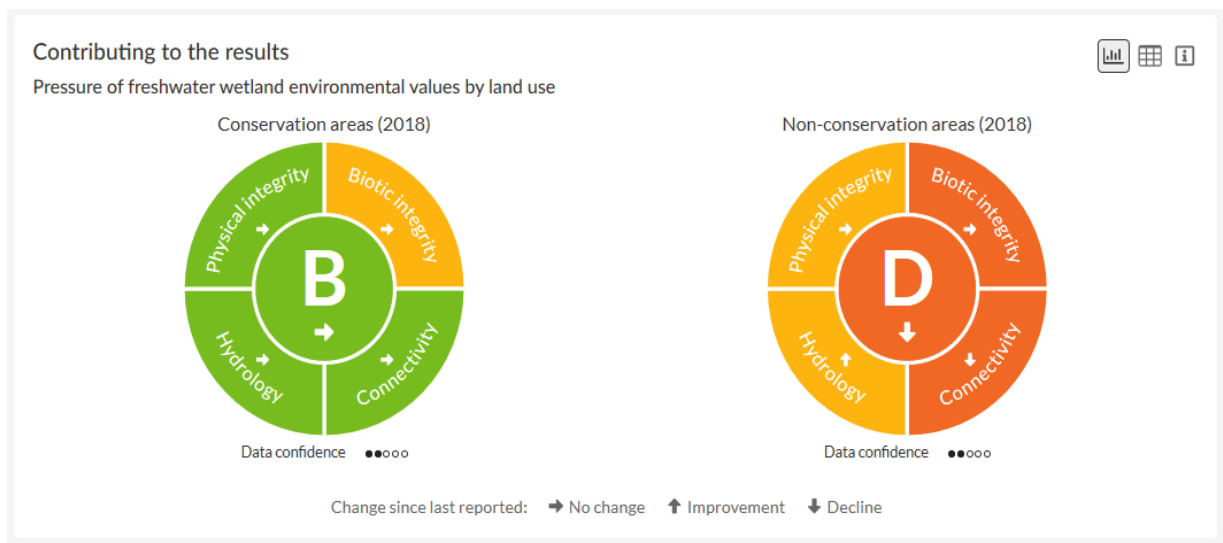 Contributing to the results
Pressure of freshwater wetland environmental values by land use
Conservation areas (2018)
Physical integrity
Biotic integrity
B
Hydrology
Connectivity
Data confidence
Non-conservation areas (2018)
Physical integrity
Biotic integrity
D
Hydrology
Connectivity
Data confidence
Change since last reported: → No change ↑ Improvement ↓ Decline